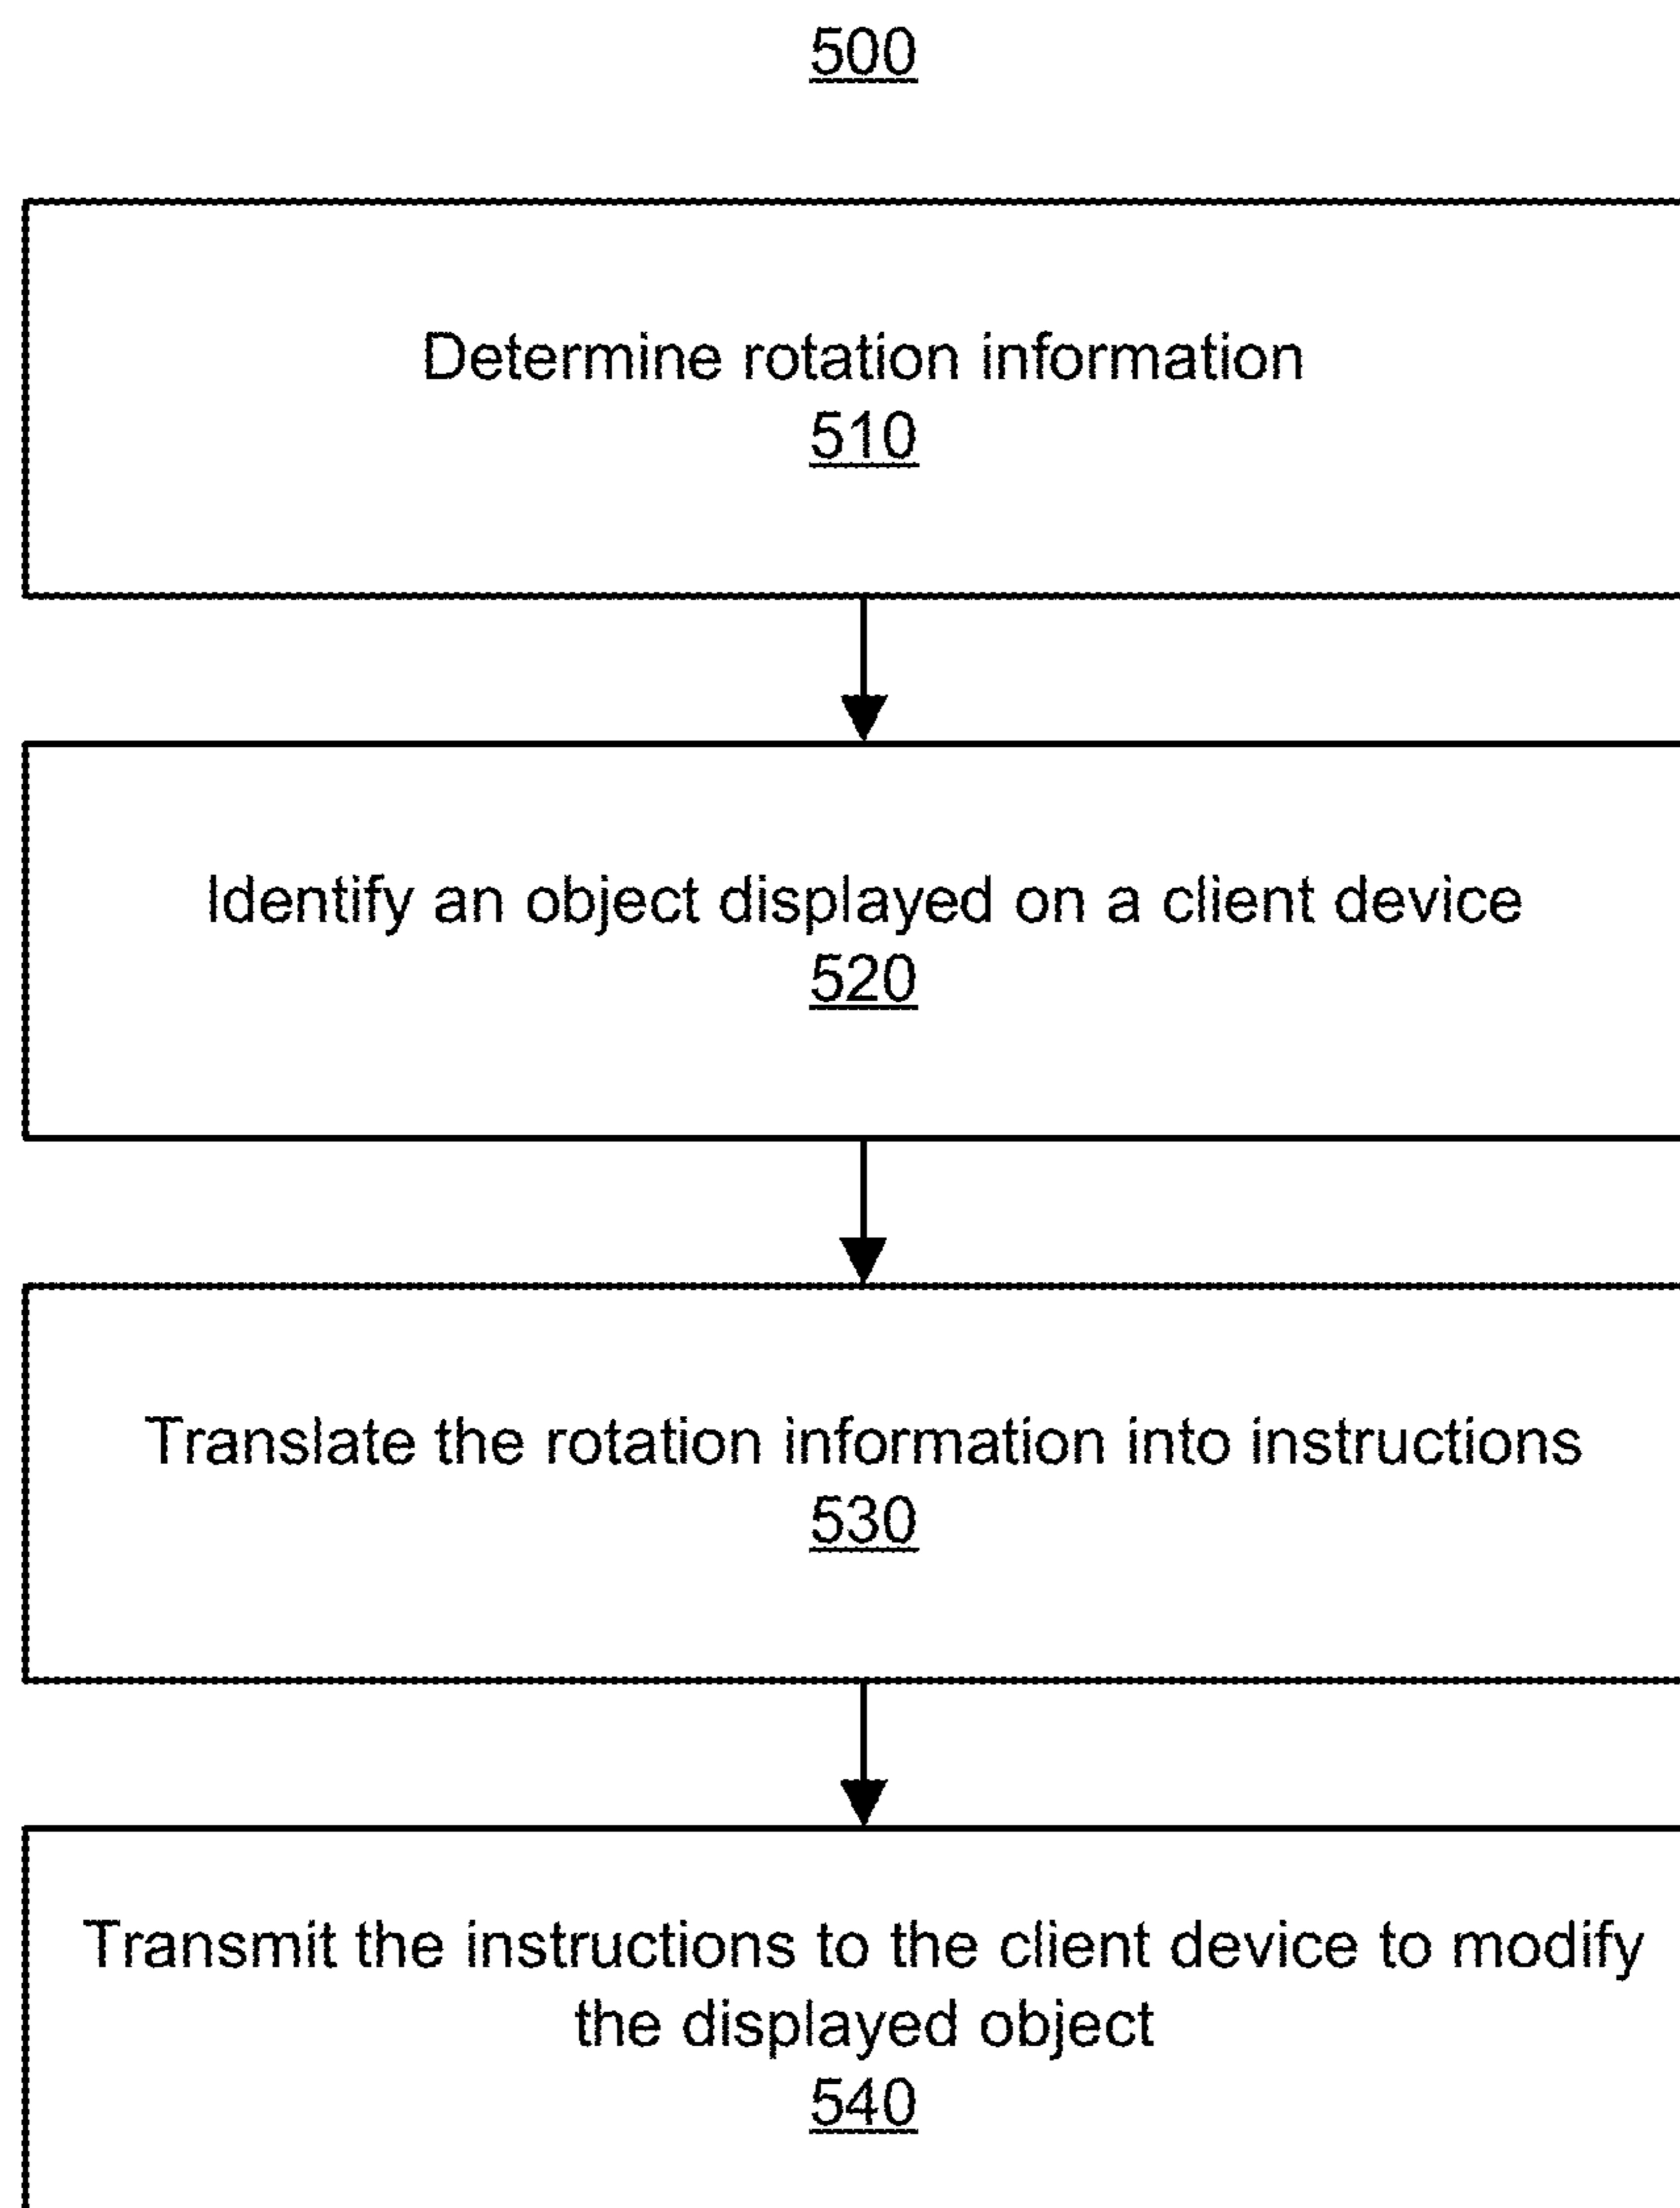 500
Determine rotation information
510
Identify an object displayed on a client device
520
Translate the rotation information into instructions
530
Transmit the instructions to the client device to modify
the displayed object
540